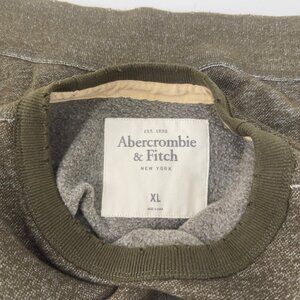 EST. 1892
Abercrombie
& Fitch
NEW YORK
XL